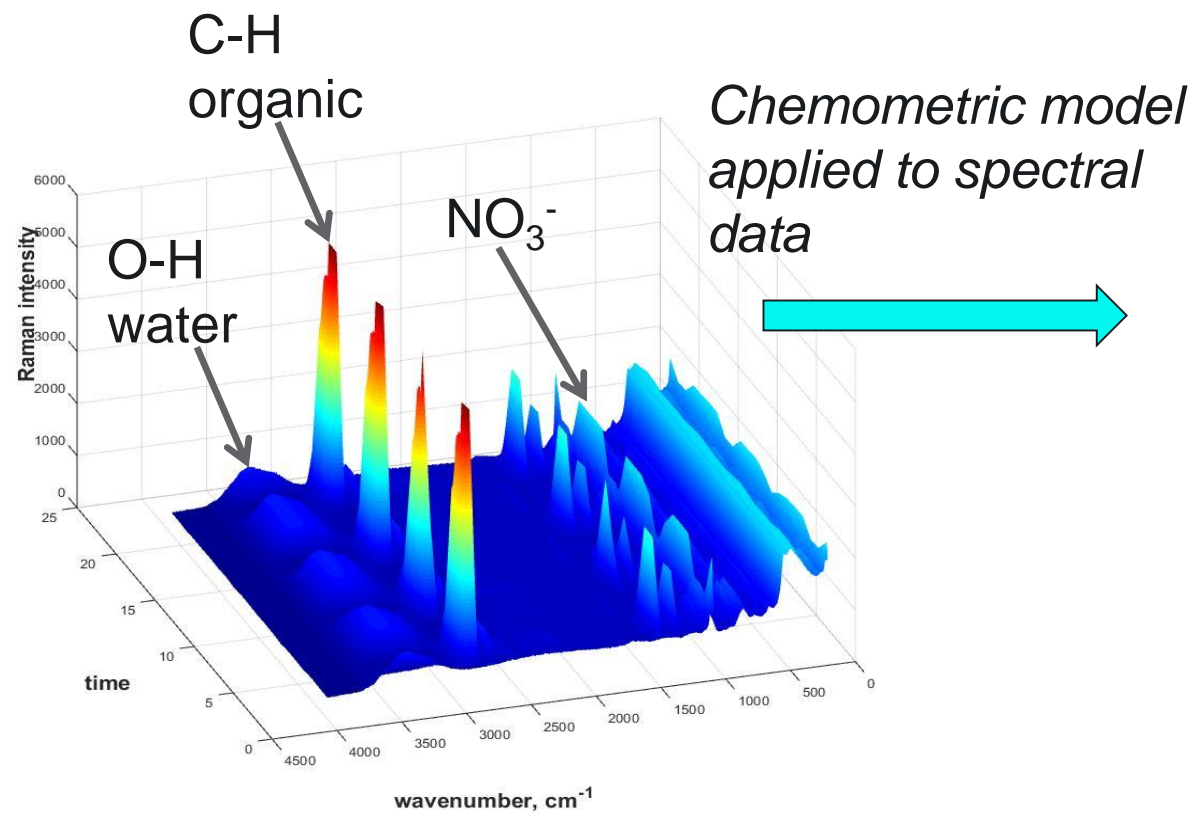 C-H
organic
Chemometric model
applied to spectral
data
NO₃⁻
O-H
water
Raman intensity
6000
5000
4000
3000
2000
1000
0
25
20
15
10
5
0
time
4500
4000
3500
3000
2500
2000
1500
1000
500
0
wavenumber, cm⁻¹